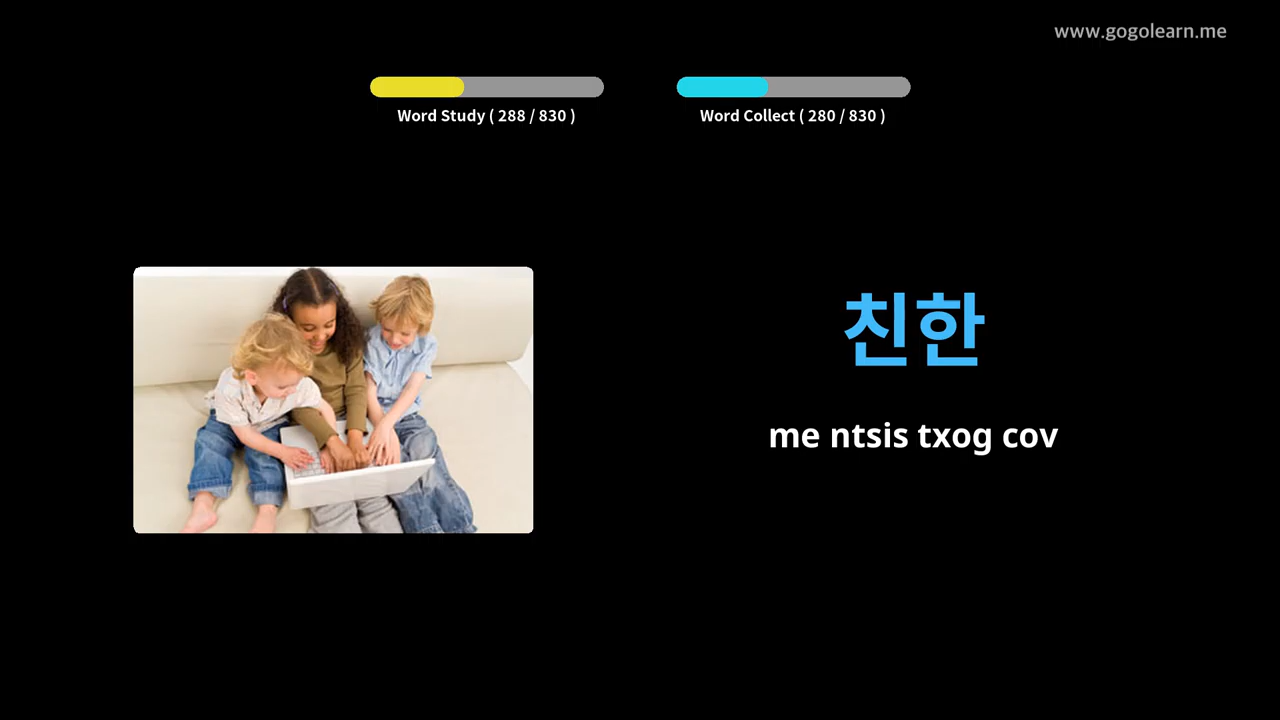 www.gogolearn.me
Word Study ( 288 / 830 )
Word Collect ( 280 / 830 )
친한
me ntsis txog cov